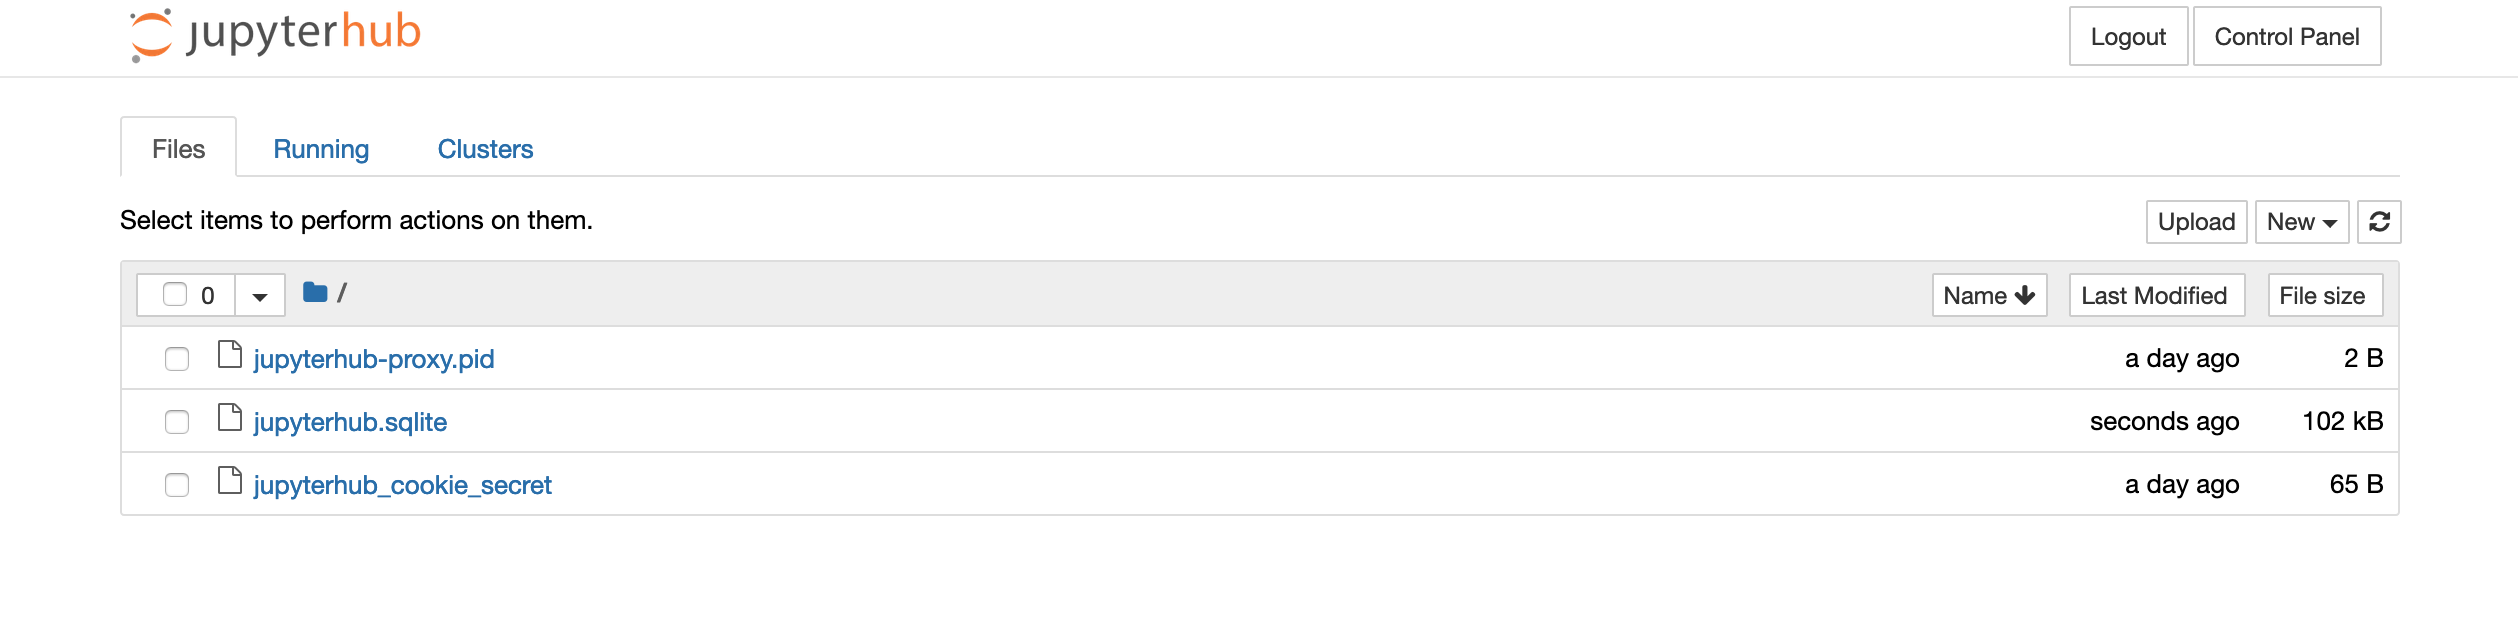 jupyterhub Logout Control Panel
Files Running Clusters
Select items to perform actions on them. Upload New
0 / Name Last Modified File size
jupyterhub-proxy.pid a day ago 2 B
jupyterhub.sqlite seconds ago 102 kB
jupyterhub_cookie_secret a day ago 65 B